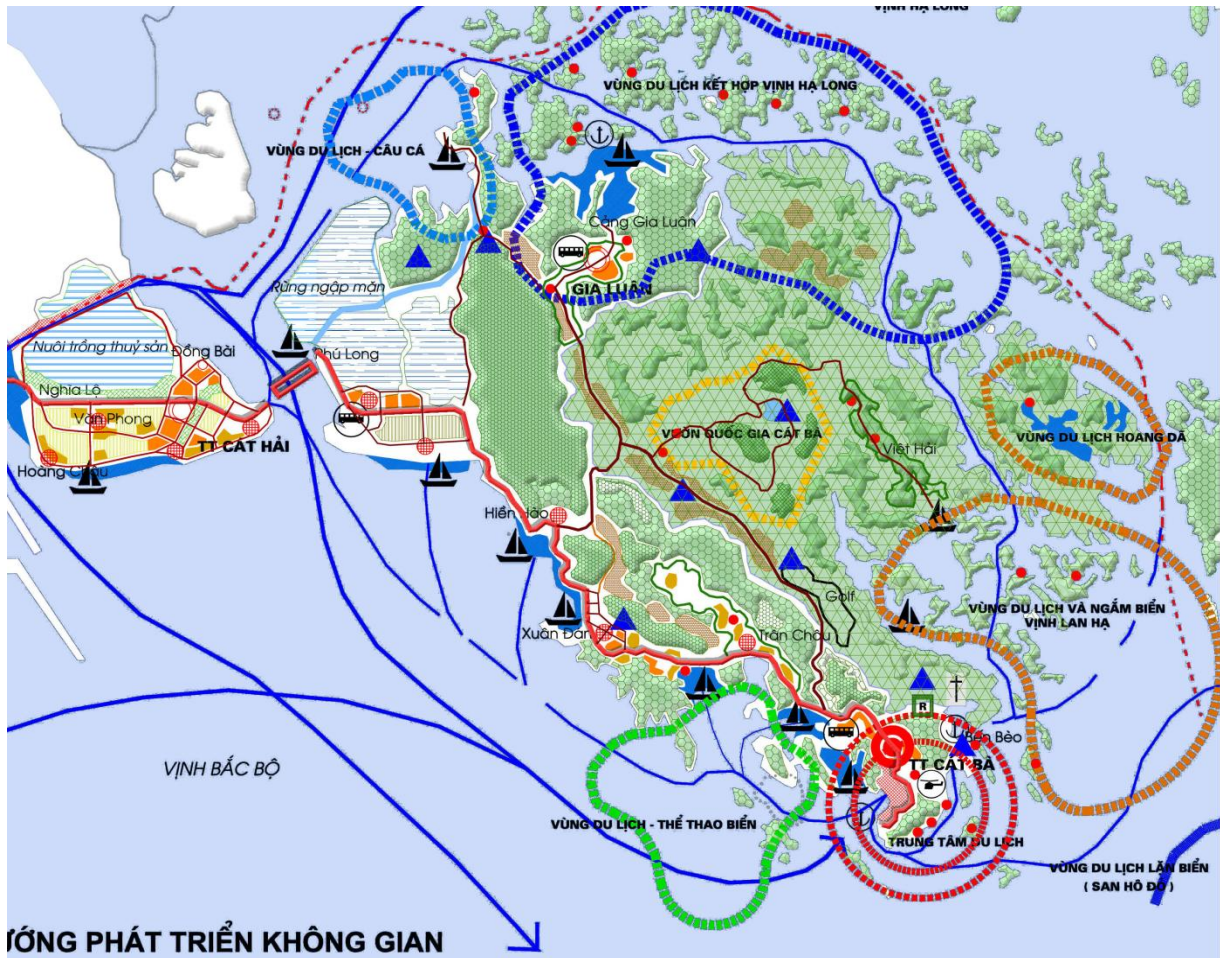 VỊNH HẠ LONG
VÙNG DU LỊCH KẾT HỢP VỊNH HẠ LONG
VÙNG DU LỊCH - CÂU CÁ
Cảng Gia Luận
GIA LUẬN
Rừng ngập mặn
Nuôi trồng thuỷ sản
Đồng Bài
Phù Long
Nghĩa Lộ
Văn Phong
TT CÁT HẢI
Hoàng Châu
VƯỜN QUỐC GIA CÁT BÀ
Việt Hải
VÙNG DU LỊCH HOANG DÃ
Hiền Hào
Golf
VÙNG DU LỊCH VÀ NGẮM BIỂN
VỊNH LAN HẠ
Xuân Đám
Trân Châu
R
Bến Bèo
TT CÁT BÀ
VỊNH BẮC BỘ
VÙNG DU LỊCH - THỂ THAO BIỂN
TRUNG TÂM DU LỊCH
VÙNG DU LỊCH LẶN BIỂN
( SAN HÔ ĐỎ )
ƯỚNG PHÁT TRIỂN KHÔNG GIAN